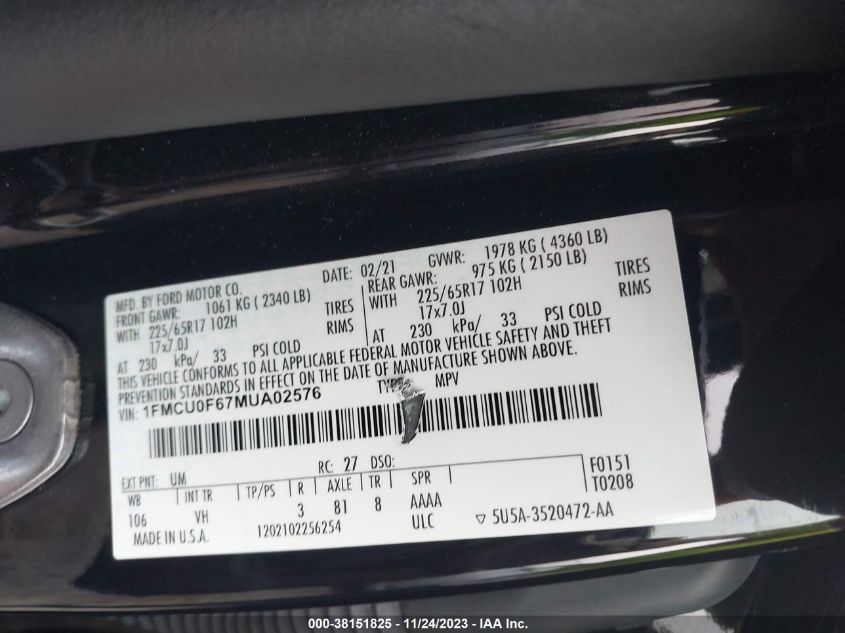 MFD. BY FORD MOTOR CO.
DATE: 02/21
GVWR: 1978 KG ( 4360 LB)
FRONT GAWR: 1061 KG ( 2340 LB)
REAR GAWR: 975 KG ( 2150 LB)
WITH 225/65R17 102H TIRES
WITH 225/65R17 102H TIRES
17x7.0J RIMS
17x7.0J RIMS
AT 230 kPa/ 33 PSI COLD
AT 230 kPa/ 33 PSI COLD
THIS VEHICLE CONFORMS TO ALL APPLICABLE FEDERAL MOTOR VEHICLE SAFETY AND THEFT
PREVENTION STANDARDS IN EFFECT ON THE DATE OF MANUFACTURE SHOWN ABOVE.
VIN: 1FMCU0F67MUA02576
MPV
EXT PNT: UM RC: 27 DSO:
WB INT TR TP/PS R AXLE TR SPR
106 VH 3 81 8 AAAA
ULC
F0151
T0208
MADE IN U.S.A. 1202102256254
▽ 5U5A-3520472-AA
000-38151825 - 11/24/2023 - IAA Inc.